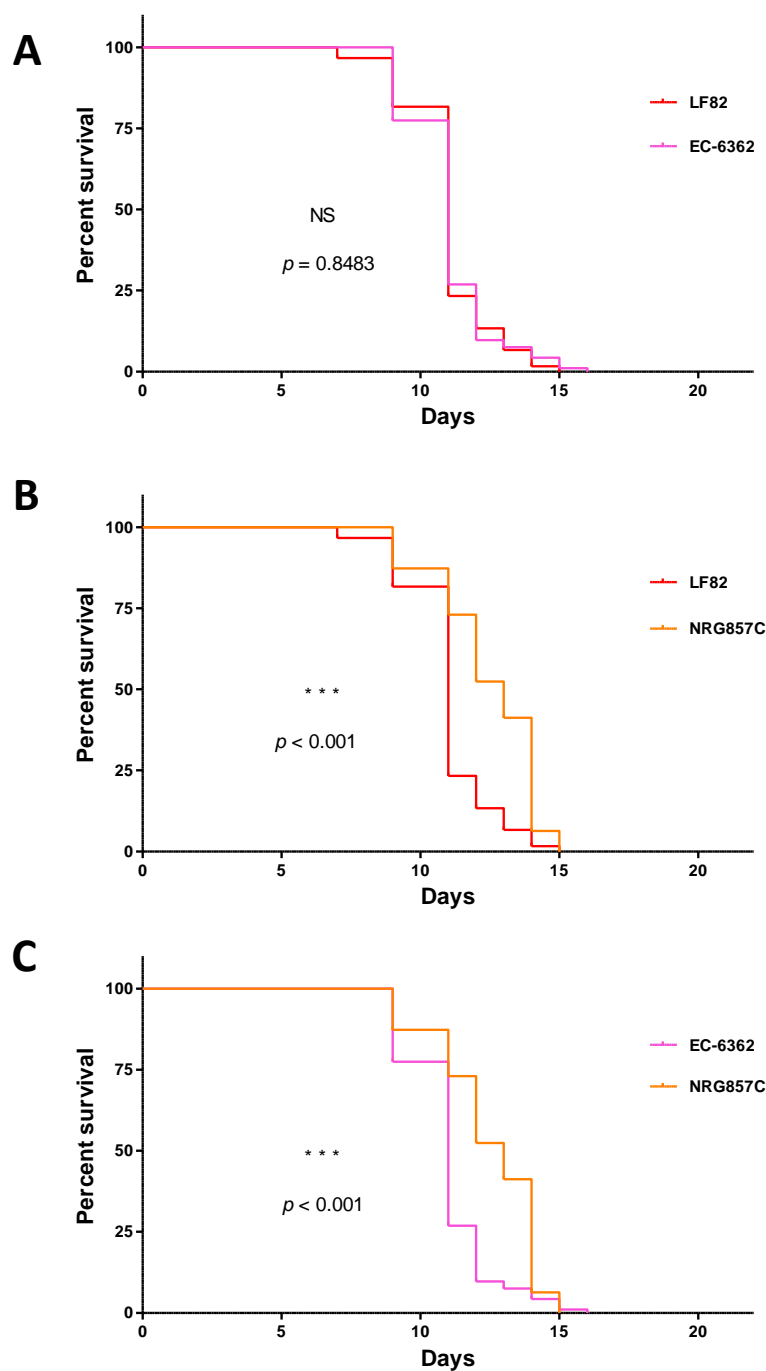 A
100
75
50
25
0
Percent survival
LF82
EC-6362
NS
p = 0.8483
0
5
10
15
20
Days
B
100
75
50
25
0
Percent survival
LF82
NRG857C
* * *
p < 0.001
0
5
10
15
20
Days
C
100
75
50
25
0
Percent survival
EC-6362
NRG857C
* * *
p < 0.001
0
5
10
15
20
Days